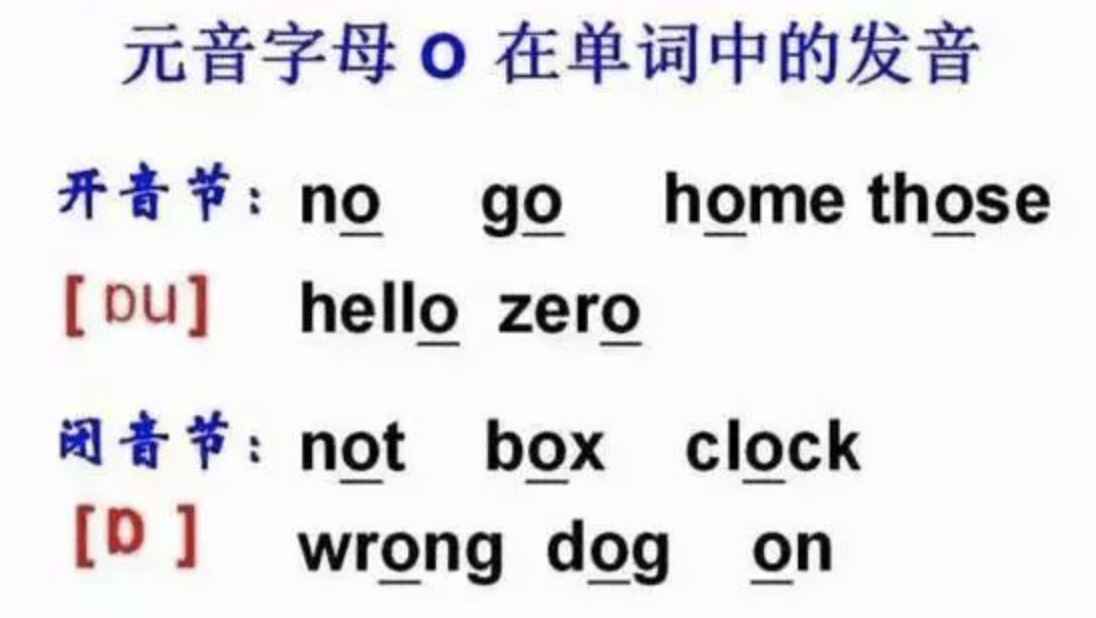 元音字母 o 在单词中的发音
开音节: no go home those
[ɒu] hello zero
闭音节: not box clock
[ɒ ] wrong dog on